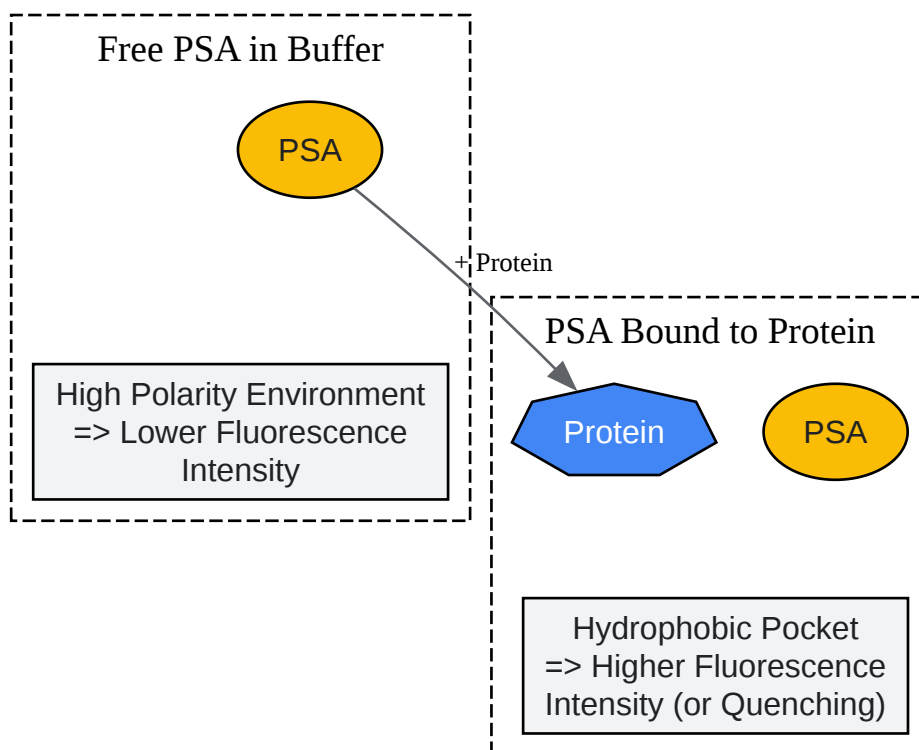 Free PSA in Buffer
PSA
+ Protein
High Polarity Environment
=> Lower Fluorescence
Intensity
PSA Bound to Protein
Protein
PSA
Hydrophobic Pocket
=> Higher Fluorescence
Intensity (or Quenching)